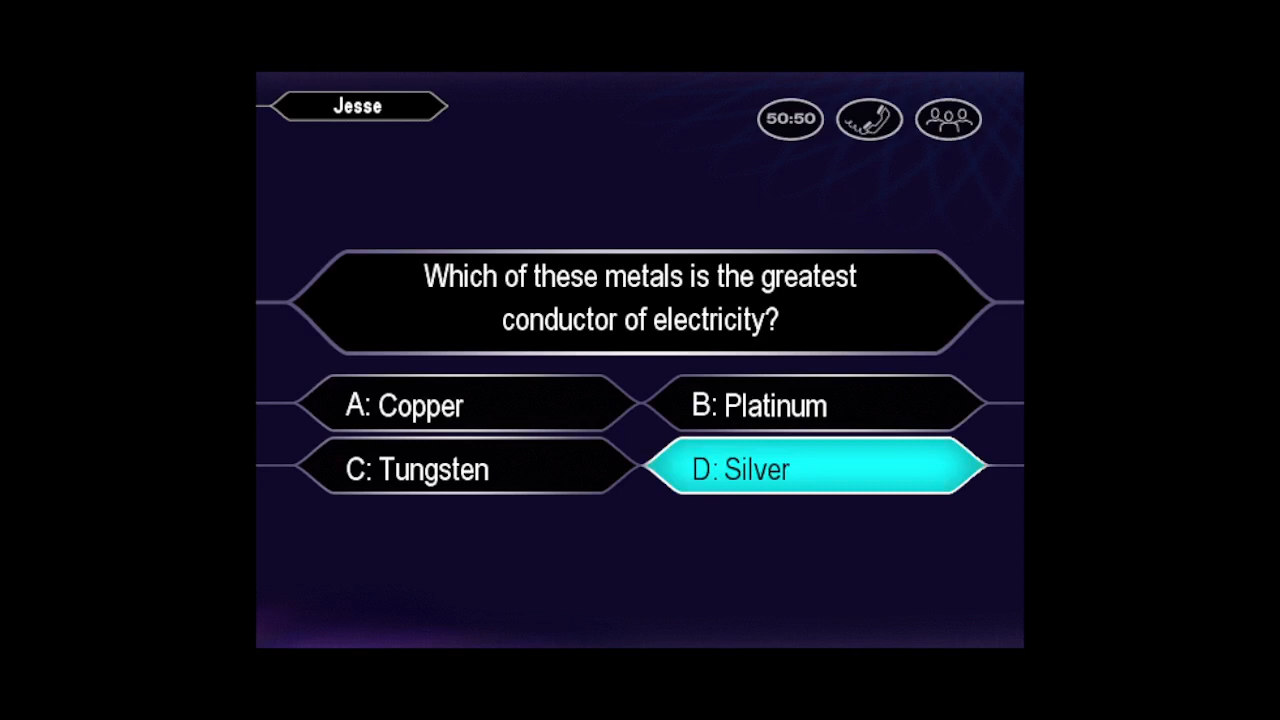 Jesse
50:50
Which of these metals is the greatest
conductor of electricity?
A: Copper
B: Platinum
C: Tungsten
D: Silver